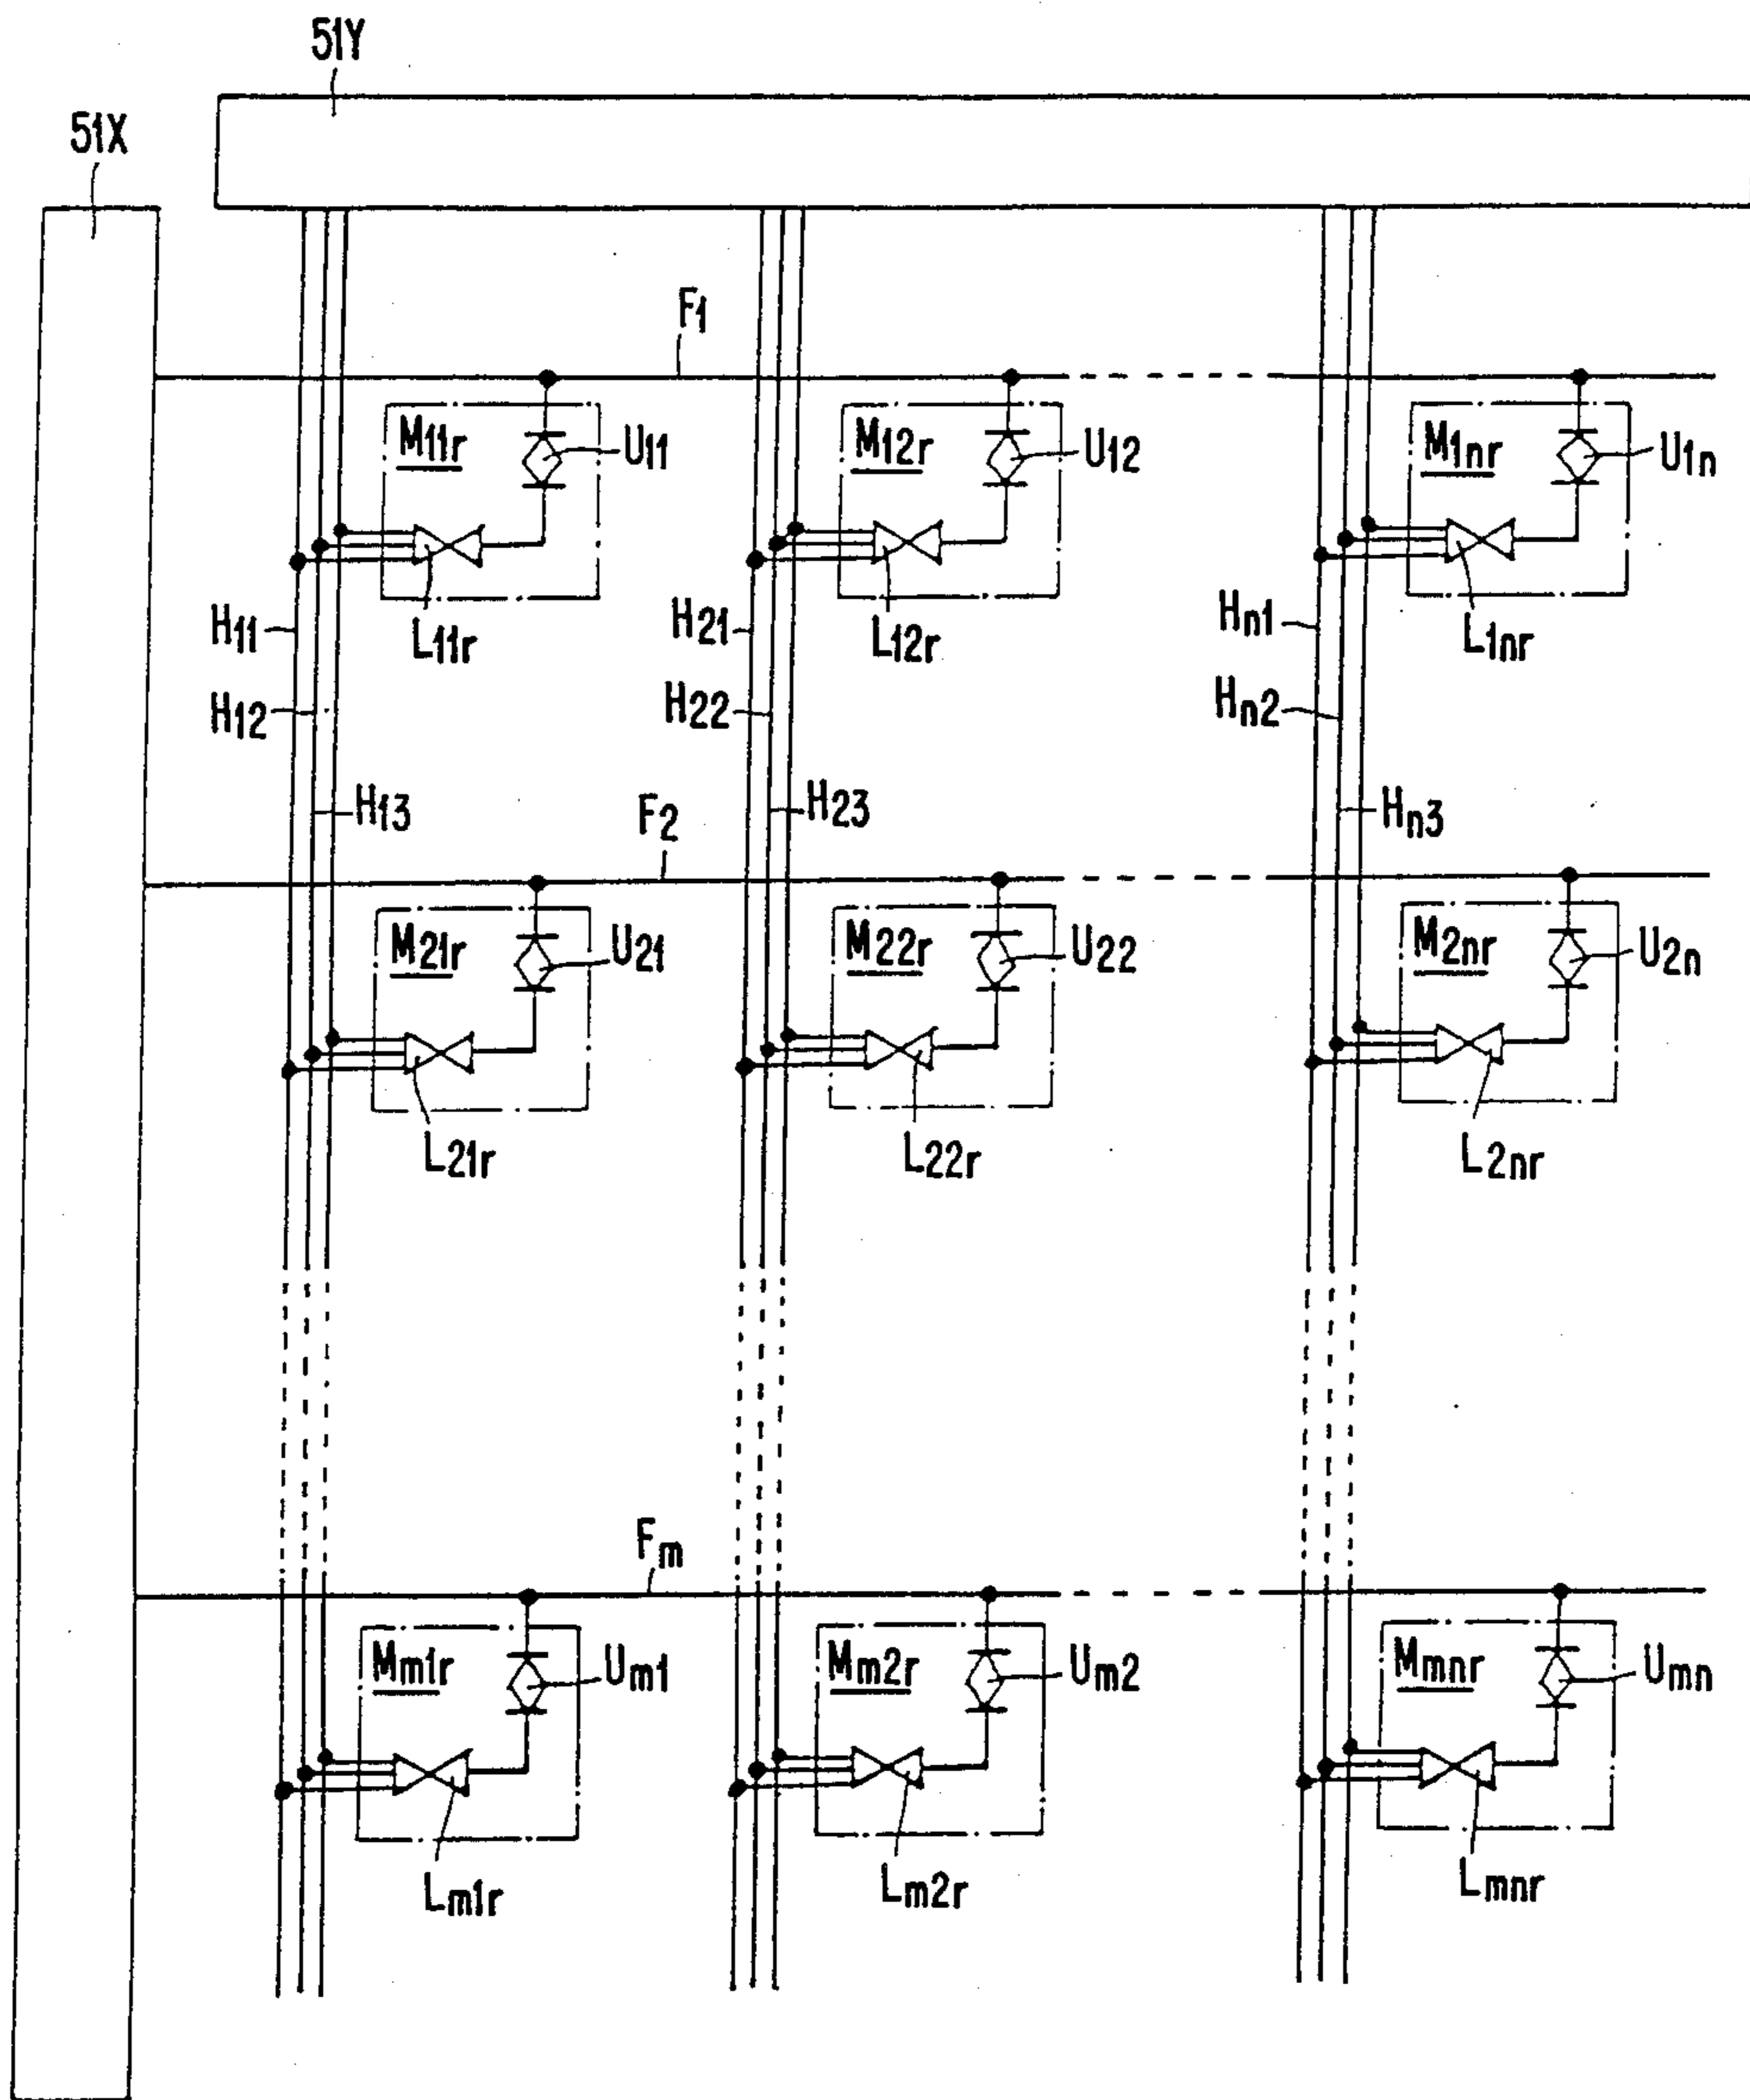 51Y
51X
F1
M11r U11 M12r U12 M1nr U1n
H11 L11r H21 L12r Hn1 L1nr
H12 H22 Hn2
H13 F2 H23 Hn3
M21r U21 M22r U22 M2nr U2n
L21r L22r L2nr
Fm
Mm1r Um1 Mm2r Um2 Mmnr Umn
Lm1r Lm2r Lmnr